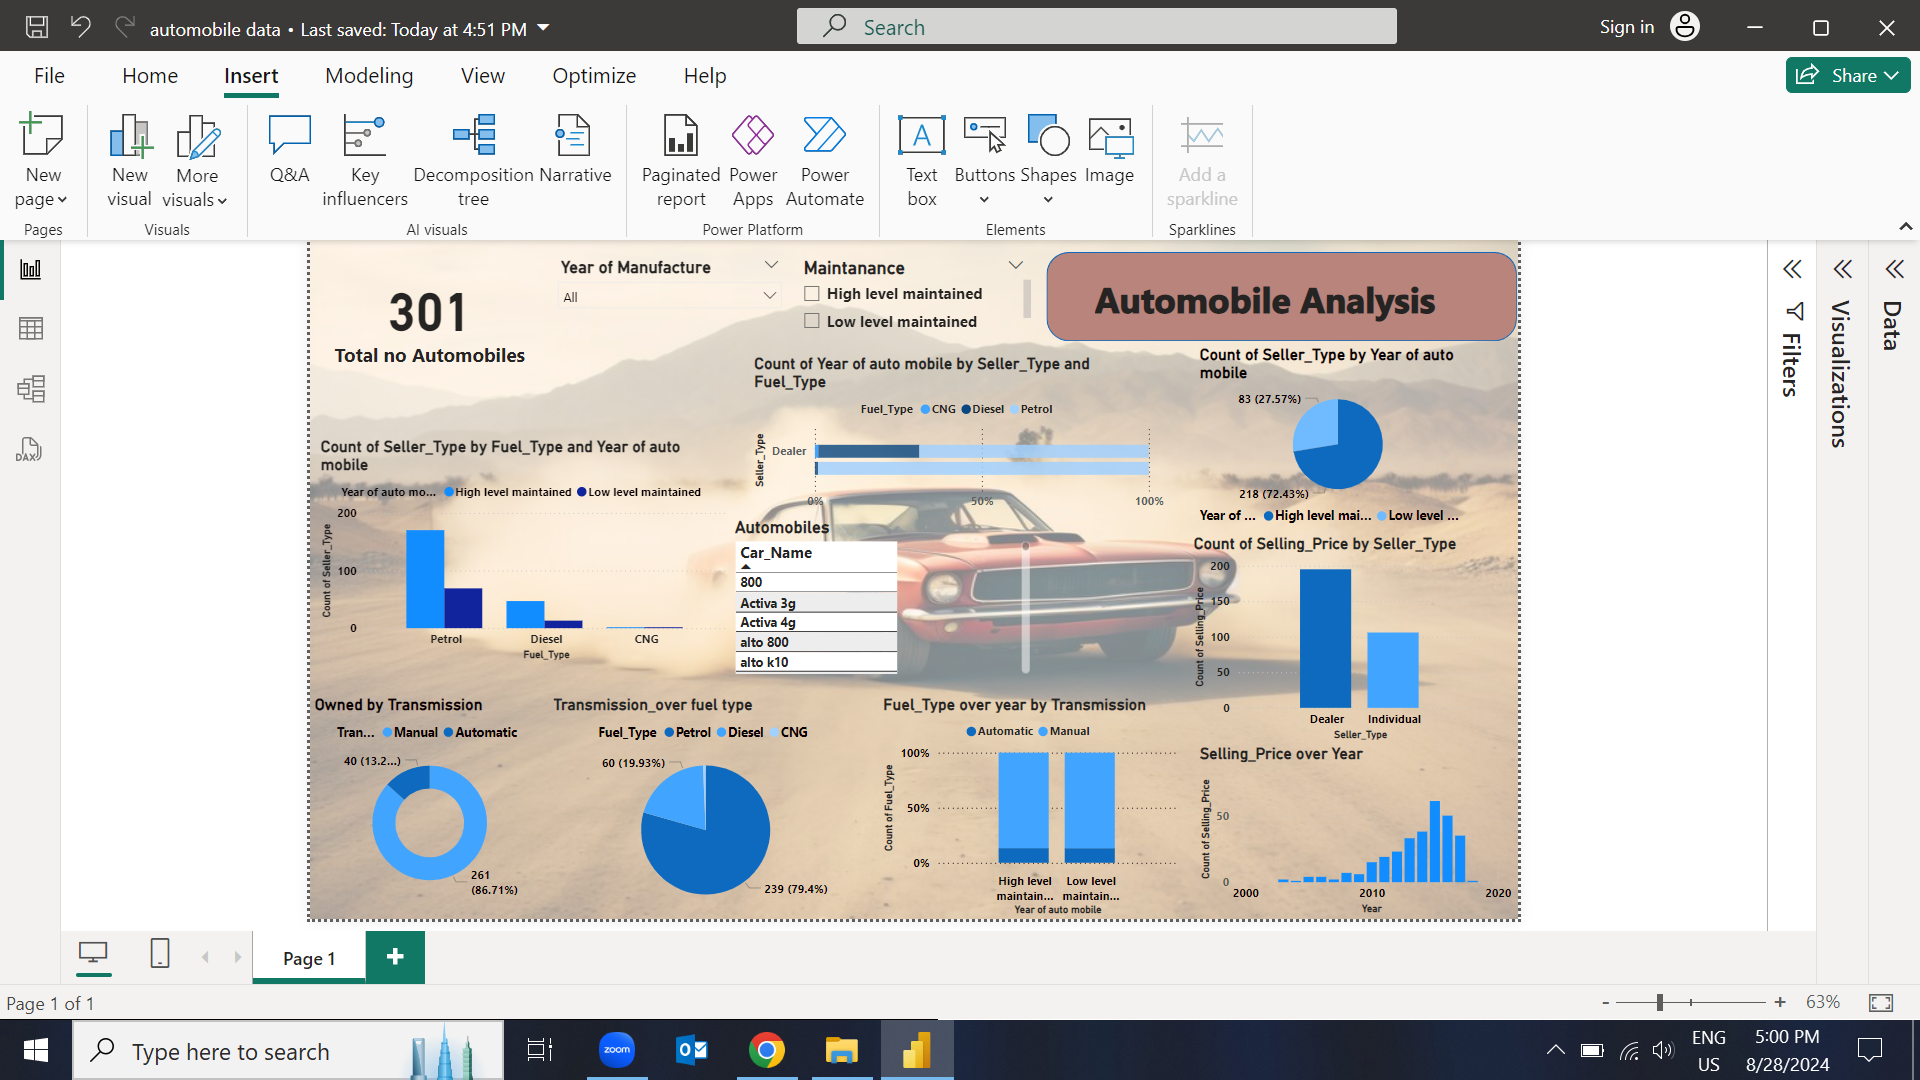 automobile data • Last saved: Today at 4:51 PM
Search
Sign in
File
Home
Insert
Modeling
View
Optimize
Help
Share
New page
New visual
More visuals
Q&A
Key influencers
Decomposition tree
Narrative
Paginated report
Power Apps
Power Automate
Text box
Buttons
Shapes
Image
Add a sparkline
Pages
Visuals
AI visuals
Power Platform
Elements
Sparklines
DAX
301
Total no Automobiles
Year of Manufacture
All
Maintanance
High level maintained
Low level maintained
Automobile Analysis
Count of Year of auto mobile by Seller_Type and
Fuel_Type
Fuel_Type CNG Diesel Petrol
Seller_Type
Dealer
0% 50% 100%
Count of Seller_Type by Year of auto
mobile
83 (27.57%)
218 (72.43%)
Year of ... High level mai... Low level ...
Count of Seller_Type by Fuel_Type and Year of auto
mobile
Year of auto mo... High level maintained Low level maintained
Count of Seller_Type
200
100
0
Petrol Diesel CNG
Fuel_Type
Automobiles
Car_Name
800
Activa 3g
Activa 4g
alto 800
alto k10
Count of Selling_Price by Seller_Type
Count of Selling_Price
200
150
100
50
0
Dealer Individual
Seller_Type
Owned by Transmission
Tran... Manual Automatic
40 (13.2...)
261
(86.71%)
Transmission_over fuel type
Fuel_Type Petrol Diesel CNG
60 (19.93%)
239 (79.4%)
Fuel_Type over year by Transmission
Automatic Manual
Count of Fuel_Type
100%
50%
0%
High level
maintain...
Low level
maintain...
Year of auto mobile
Selling_Price over Year
Count of Selling_Price
50
0
2000 2010 2020
Year
Filters
Visualizations
Data
Page 1
+
Page 1 of 1
- + 63%
Type here to search
zoom
ENG
US
5:00 PM
8/28/2024